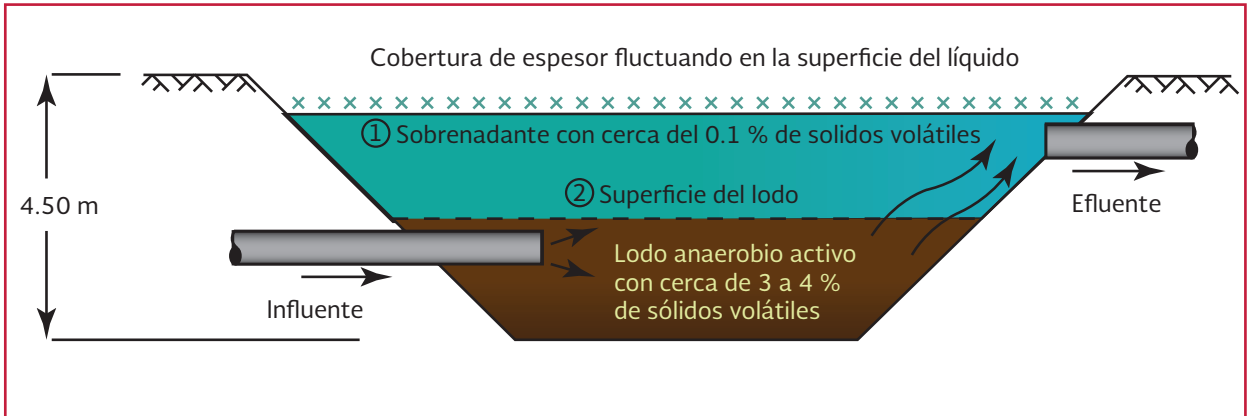 Cobertura de espesor fluctuando en la superficie del líquido
① Sobrenadante con cerca del 0.1 % de solidos volátiles
② Superficie del lodo
4.50 m
Efluente
Lodo anaerobio activo
con cerca de 3 a 4 %
de sólidos volátiles
Influente